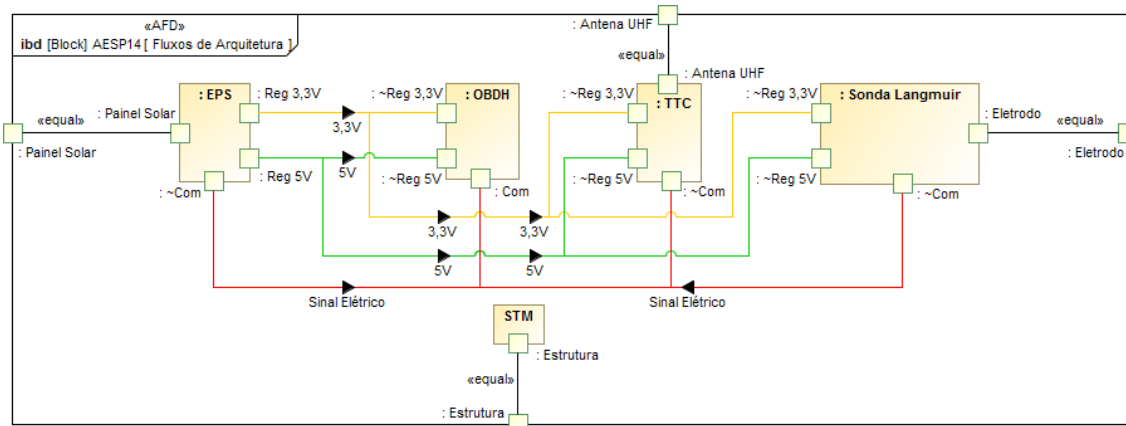 «AFD»
ibd [Block] AESP14 [ Fluxos de Arquitetura ]
: Antena UHF
«equal»
: Antena UHF
: EPS
: Reg 3,3V
: ~Reg 3,3V
: OBDH
: ~Reg 3,3V
: TTC
: ~Reg 3,3V
: Sonda Langmuir
«equal»
: Painel Solar
: Painel Solar
3,3V
5V
: Reg 5V
: ~Reg 5V
: ~Reg 5V
: ~Reg 5V
: Eletrodo
«equal»
: Eletrodo
: ~Com
: Com
: ~Com
: ~Com
3,3V
3,3V
5V
5V
Sinal Elétrico
Sinal Elétrico
STM
: Estrutura
«equal»
: Estrutura